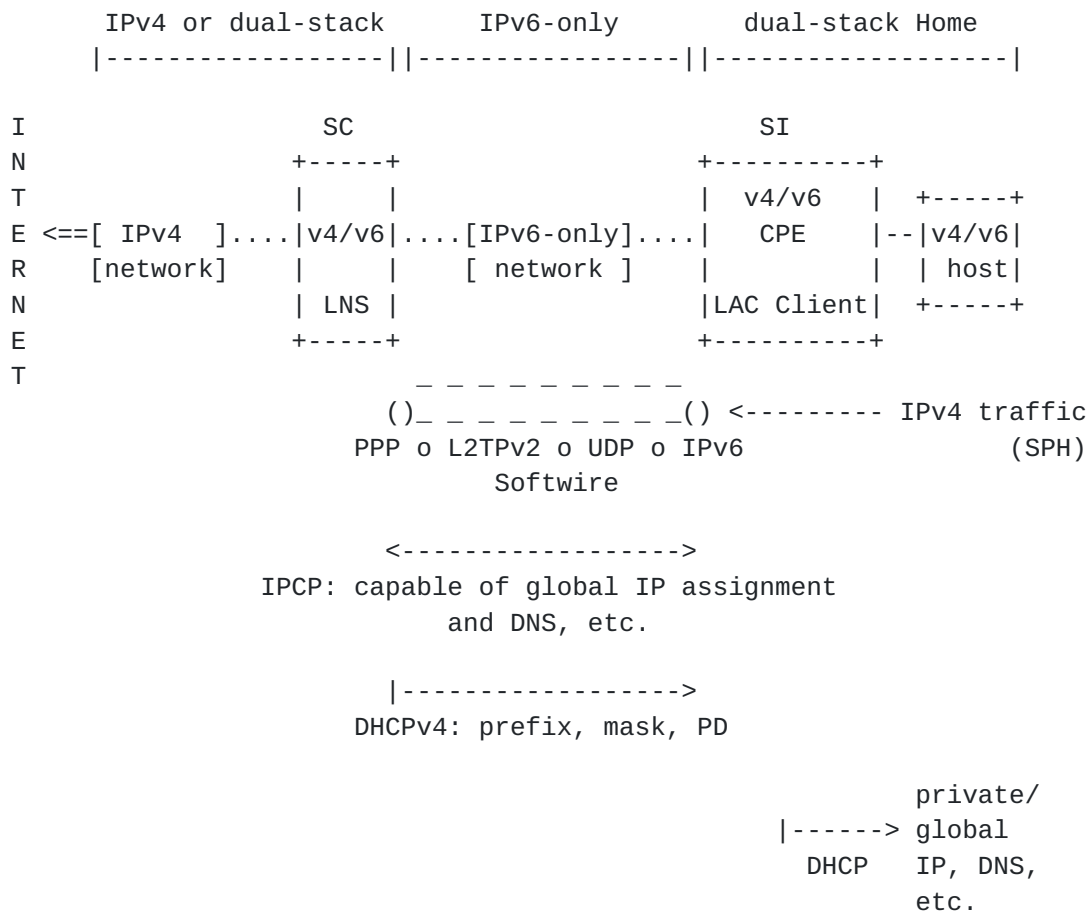 IPv4 or dual-stack IPv6-only dual-stack Home
|-------------------||-----------------||-------------------|
I SC SI
N +-----+ +----------+
T | | | v4/v6 | +-----+
E <==[ IPv4 ]....|v4/v6|....[IPv6-only]....| CPE |--|v4/v6|
R [network] | | [ network ] | | | host|
N | LNS | |LAC Client| +-----+
E +-----+ +----------+
T _ _ _ _ _ _ _ _ _
()_ _ _ _ _ _ _ _ _() <--------- IPv4 traffic
PPP o L2TPv2 o UDP o IPv6 (SPH)
Softwire
<------------------>
IPCP: capable of global IP assignment
and DNS, etc.
|------------------>
DHCPv4: prefix, mask, PD
private/
|------> global
DHCP IP, DNS,
etc.